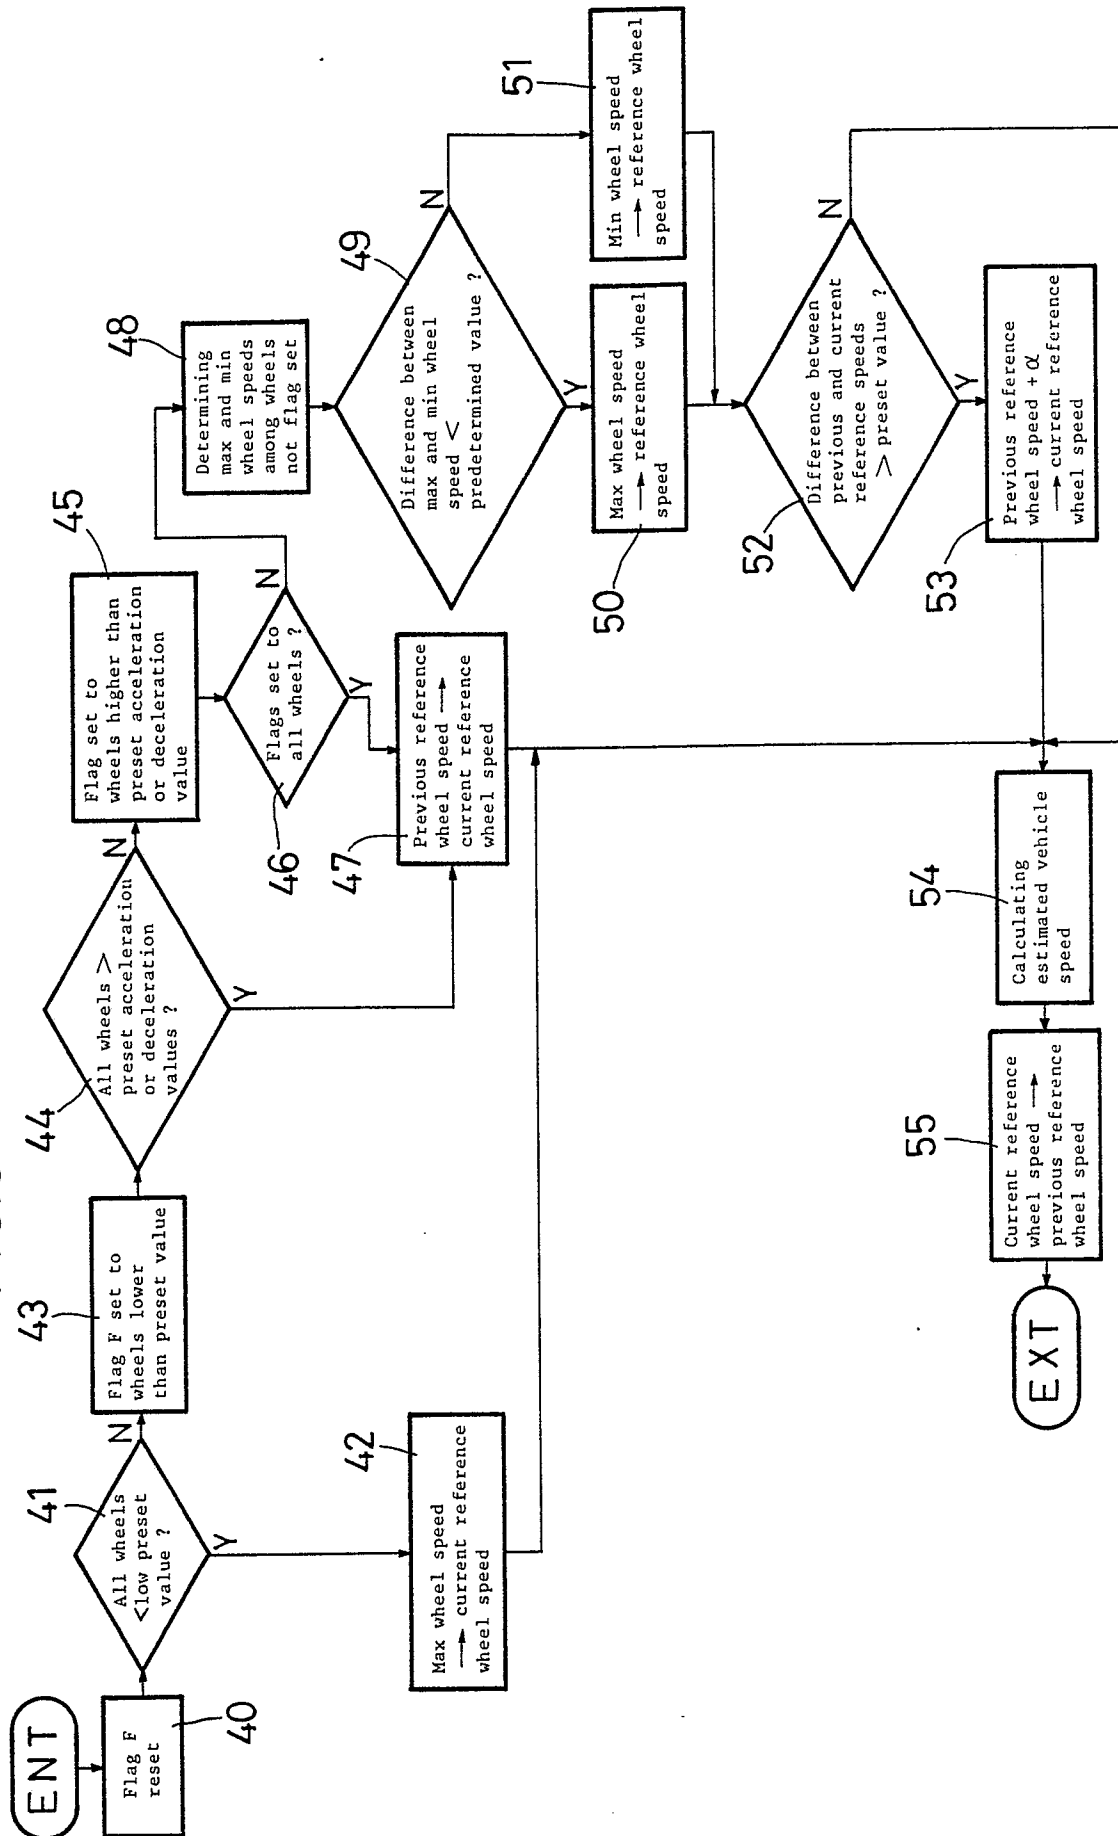 ENT
Flag F
reset
40
All wheels
<low preset
value ?
41
N
Y
Max wheel speed
→ current reference
wheel speed
42
Flag F set to
wheels lower
than preset value
43
All wheels >
preset acceleration
or deceleration
values ?
44
N
Y
Flag set to
wheels higher than
preset acceleration
or deceleration
value
45
Flags set to
all wheels ?
46
N
Y
Previous reference
wheel speed →
current reference
wheel speed
47
Determining
max and min
wheel speeds
among wheels
not flag set
48
Difference between
max and min wheel
speed <
predetermined value ?
49
N
Y
Max wheel speed
→ reference wheel
speed
50
Min wheel speed
→ reference wheel
speed
51
Difference between
previous and current
reference speeds
> preset value ?
52
N
Y
Previous reference
wheel speed + α
→ current reference
wheel speed
53
Calculating
estimated vehicle
speed
54
Current reference
wheel speed →
previous reference
wheel speed
55
EXT